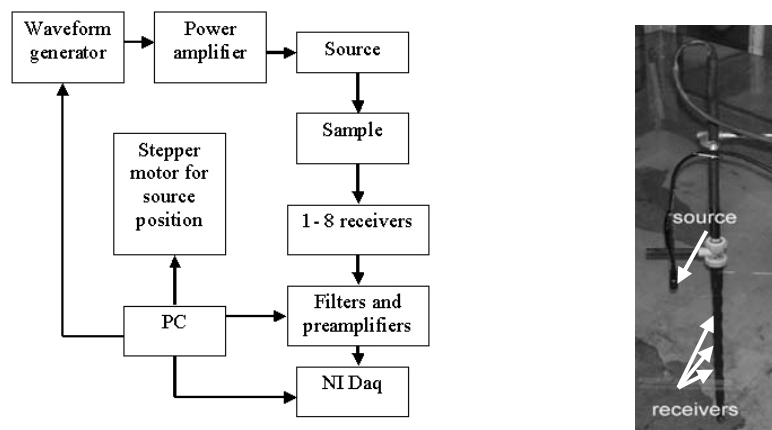 Waveform
generator
Power
amplifier
Source
Sample
Stepper
motor for
source
position
1- 8 receivers
PC
Filters and
preamplifiers
NI Daq
source
receivers